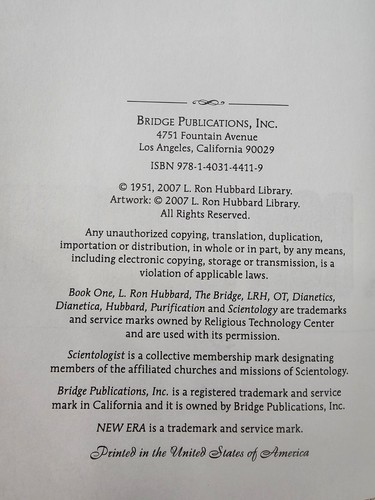 BRIDGE PUBLICATIONS, INC.
4751 Fountain Avenue
Los Angeles, California 90029
ISBN 978-1-4031-4411-9
© 1951, 2007 L. Ron Hubbard Library.
Artwork: © 2007 L. Ron Hubbard Library.
All Rights Reserved.
Any unauthorized copying, translation, duplication,
importation or distribution, in whole or in part, by any means,
including electronic copying, storage or transmission, is a
violation of applicable laws.
Book One, L. Ron Hubbard, The Bridge, LRH, OT, Dianetics,
Dianetica, Hubbard, Purification and Scientology are trademarks
and service marks owned by Religious Technology Center
and are used with its permission.
Scientologist is a collective membership mark designating
members of the affiliated churches and missions of Scientology.
Bridge Publications, Inc. is a registered trademark and service
mark in California and it is owned by Bridge Publications, Inc.
NEW ERA is a trademark and service mark.
Printed in the United States of America